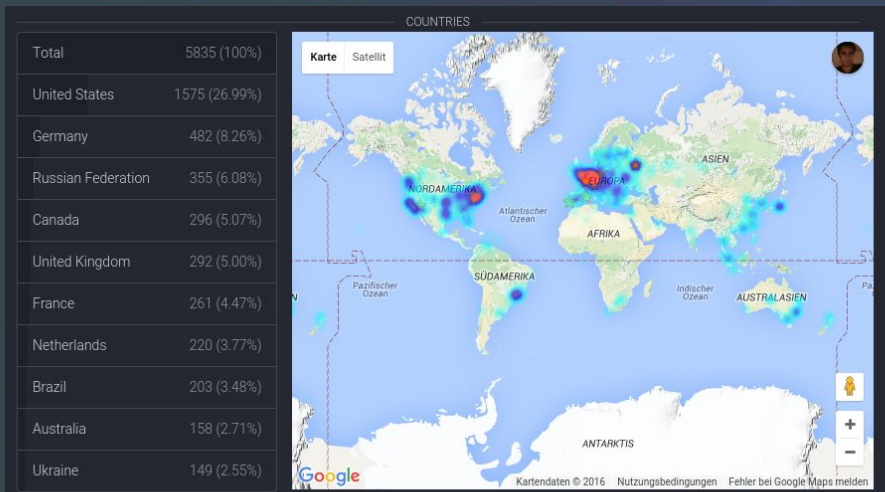 COUNTRIES
Total 5835 (100%)
United States 1575 (26.99%)
Germany 482 (8.26%)
Russian Federation 355 (6.08%)
Canada 296 (5.07%)
United Kingdom 292 (5.00%)
France 261 (4.47%)
Netherlands 220 (3.77%)
Brazil 203 (3.48%)
Australia 158 (2.71%)
Ukraine 149 (2.55%)
Karte Satellit
NORDAMERIKA
EUROPA
ASIEN
Atlantischer
Ozean
AFRIKA
SÜDAMERIKA
Pazifischer
Ozean
Indischer
Ozean
AUSTRALASIEN
Pa
N
ANTARKTIS
Google
Kartendaten © 2016 Nutzungsbedingungen Fehler bei Google Maps melden